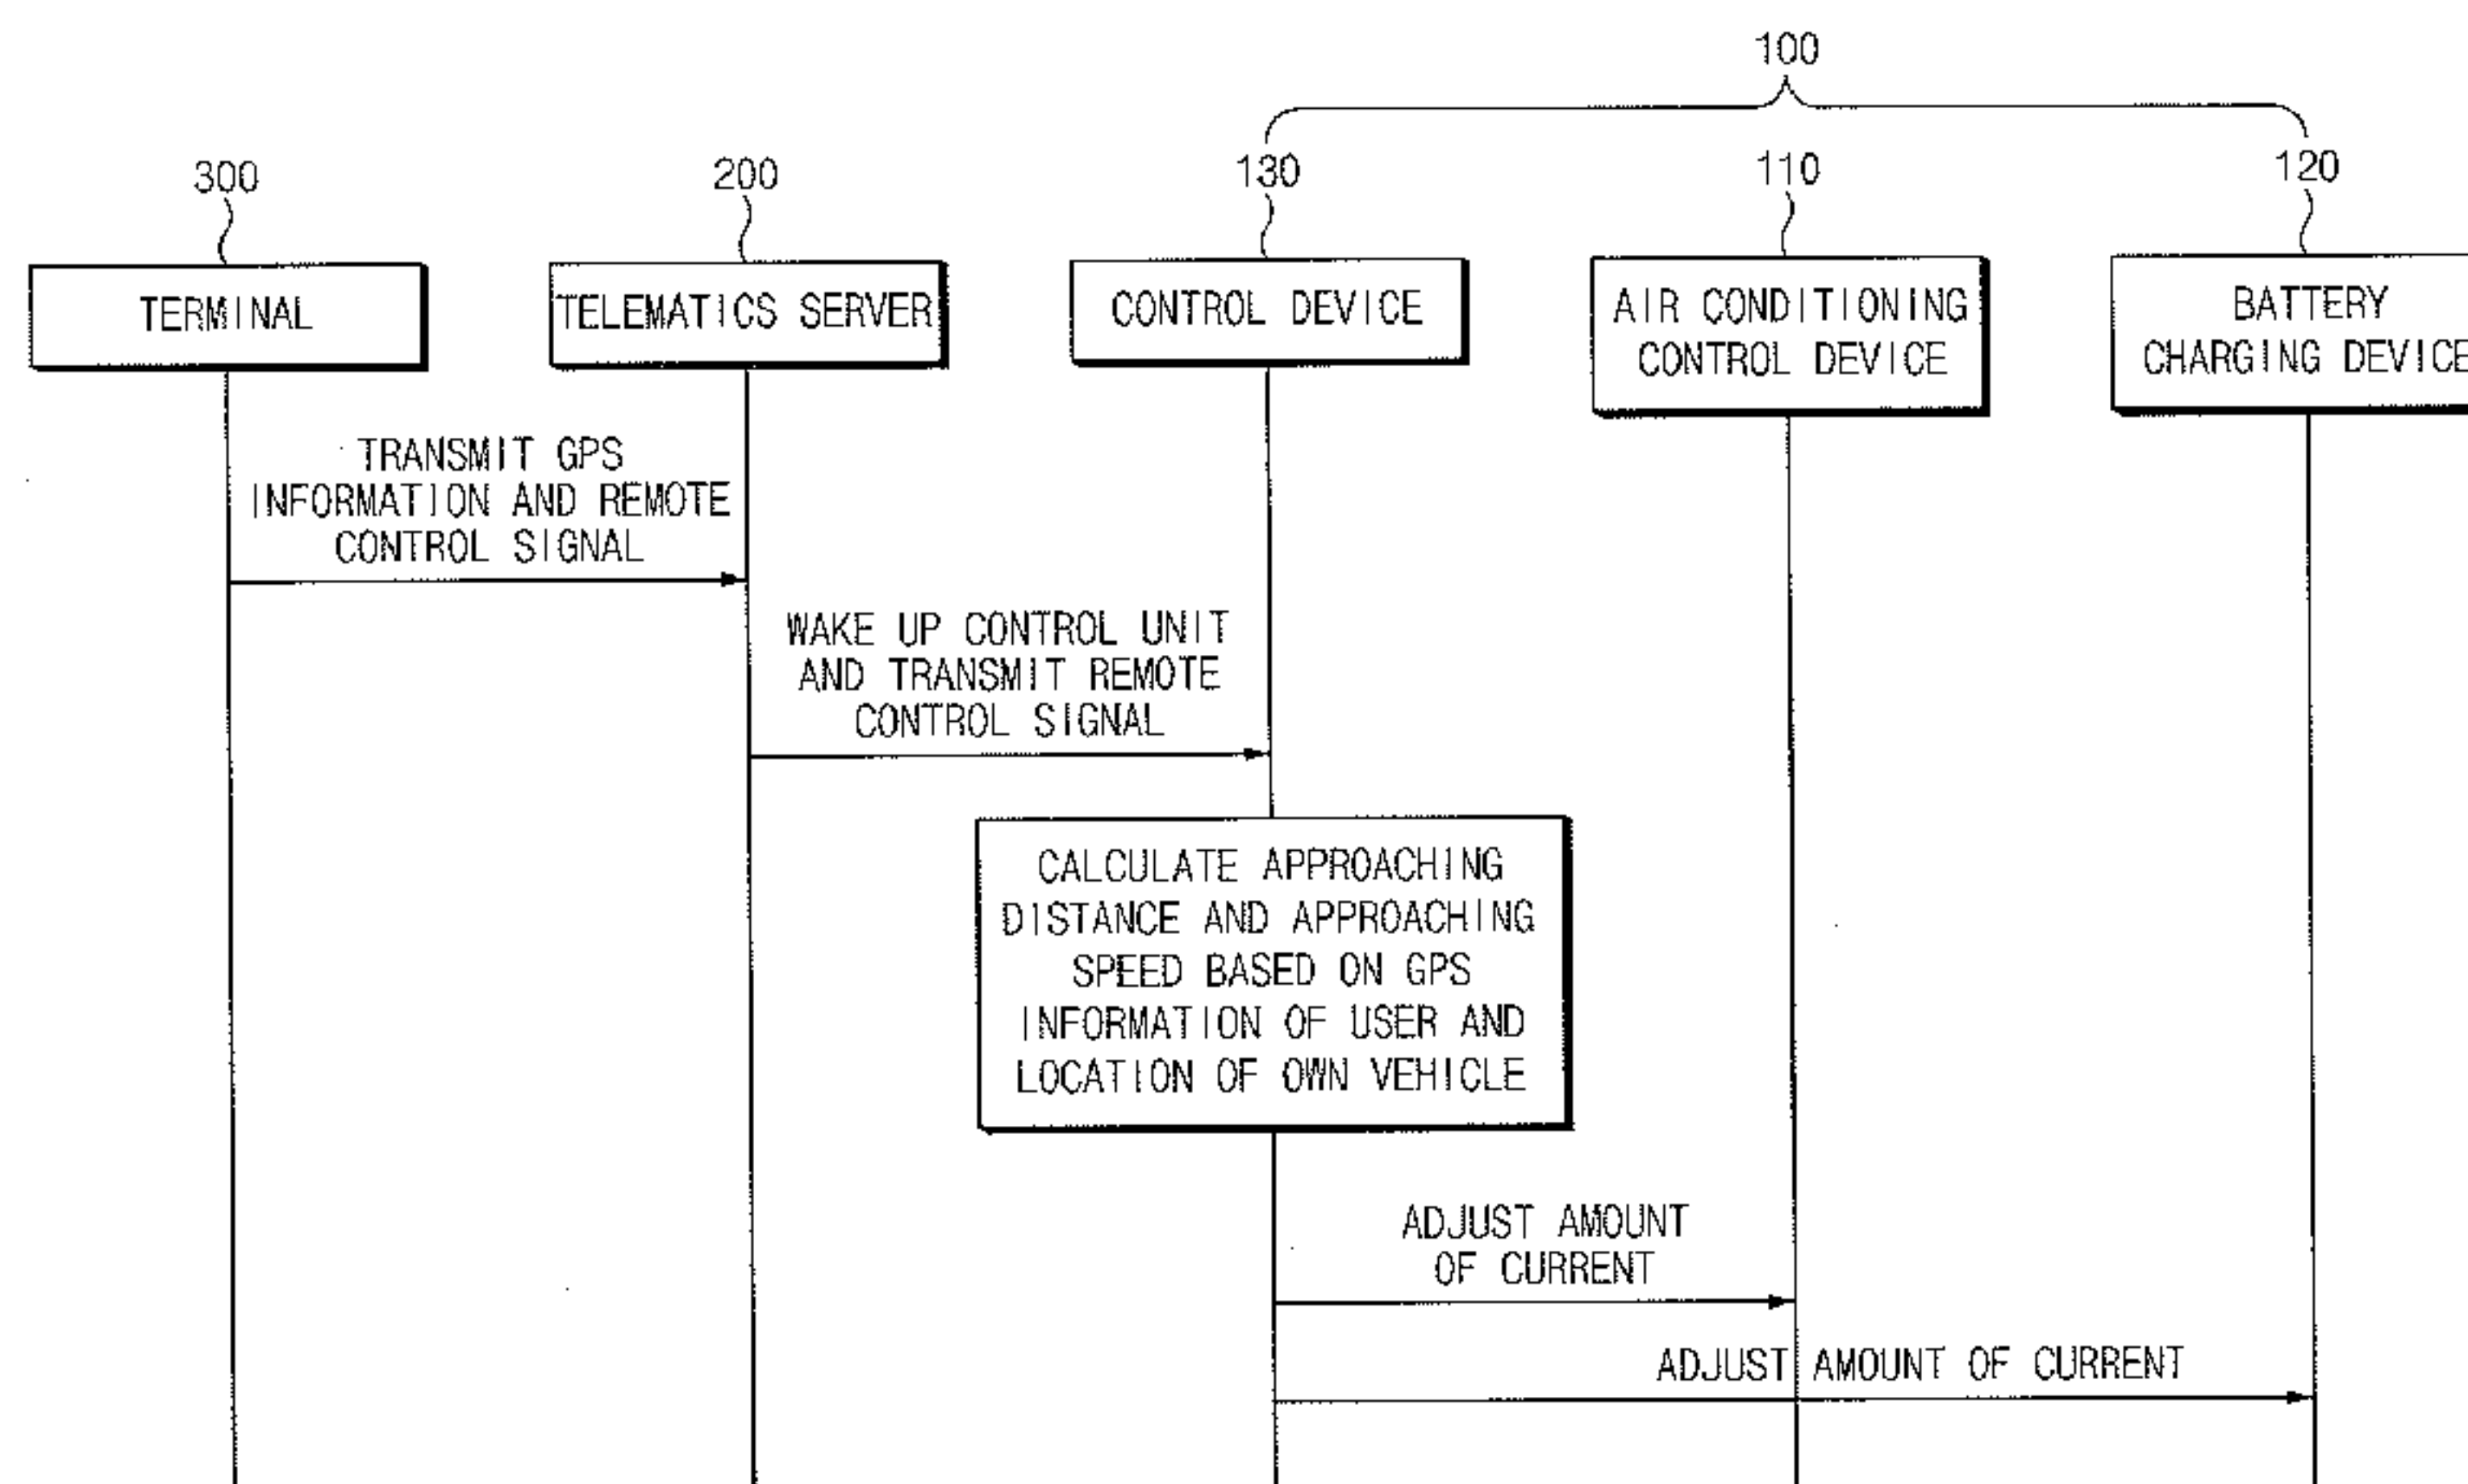 100
300
200
130
110
120
TERMINAL
TELEMATICS SERVER
CONTROL DEVICE
AIR CONDITIONING
CONTROL DEVICE
BATTERY
CHARGING DEVICE
TRANSMIT GPS
INFORMATION AND REMOTE
CONTROL SIGNAL
WAKE UP CONTROL UNIT
AND TRANSMIT REMOTE
CONTROL SIGNAL
CALCULATE APPROACHING
DISTANCE AND APPROACHING
SPEED BASED ON GPS
INFORMATION OF USER AND
LOCATION OF OWN VEHICLE
ADJUST AMOUNT
OF CURRENT
ADJUST AMOUNT OF CURRENT